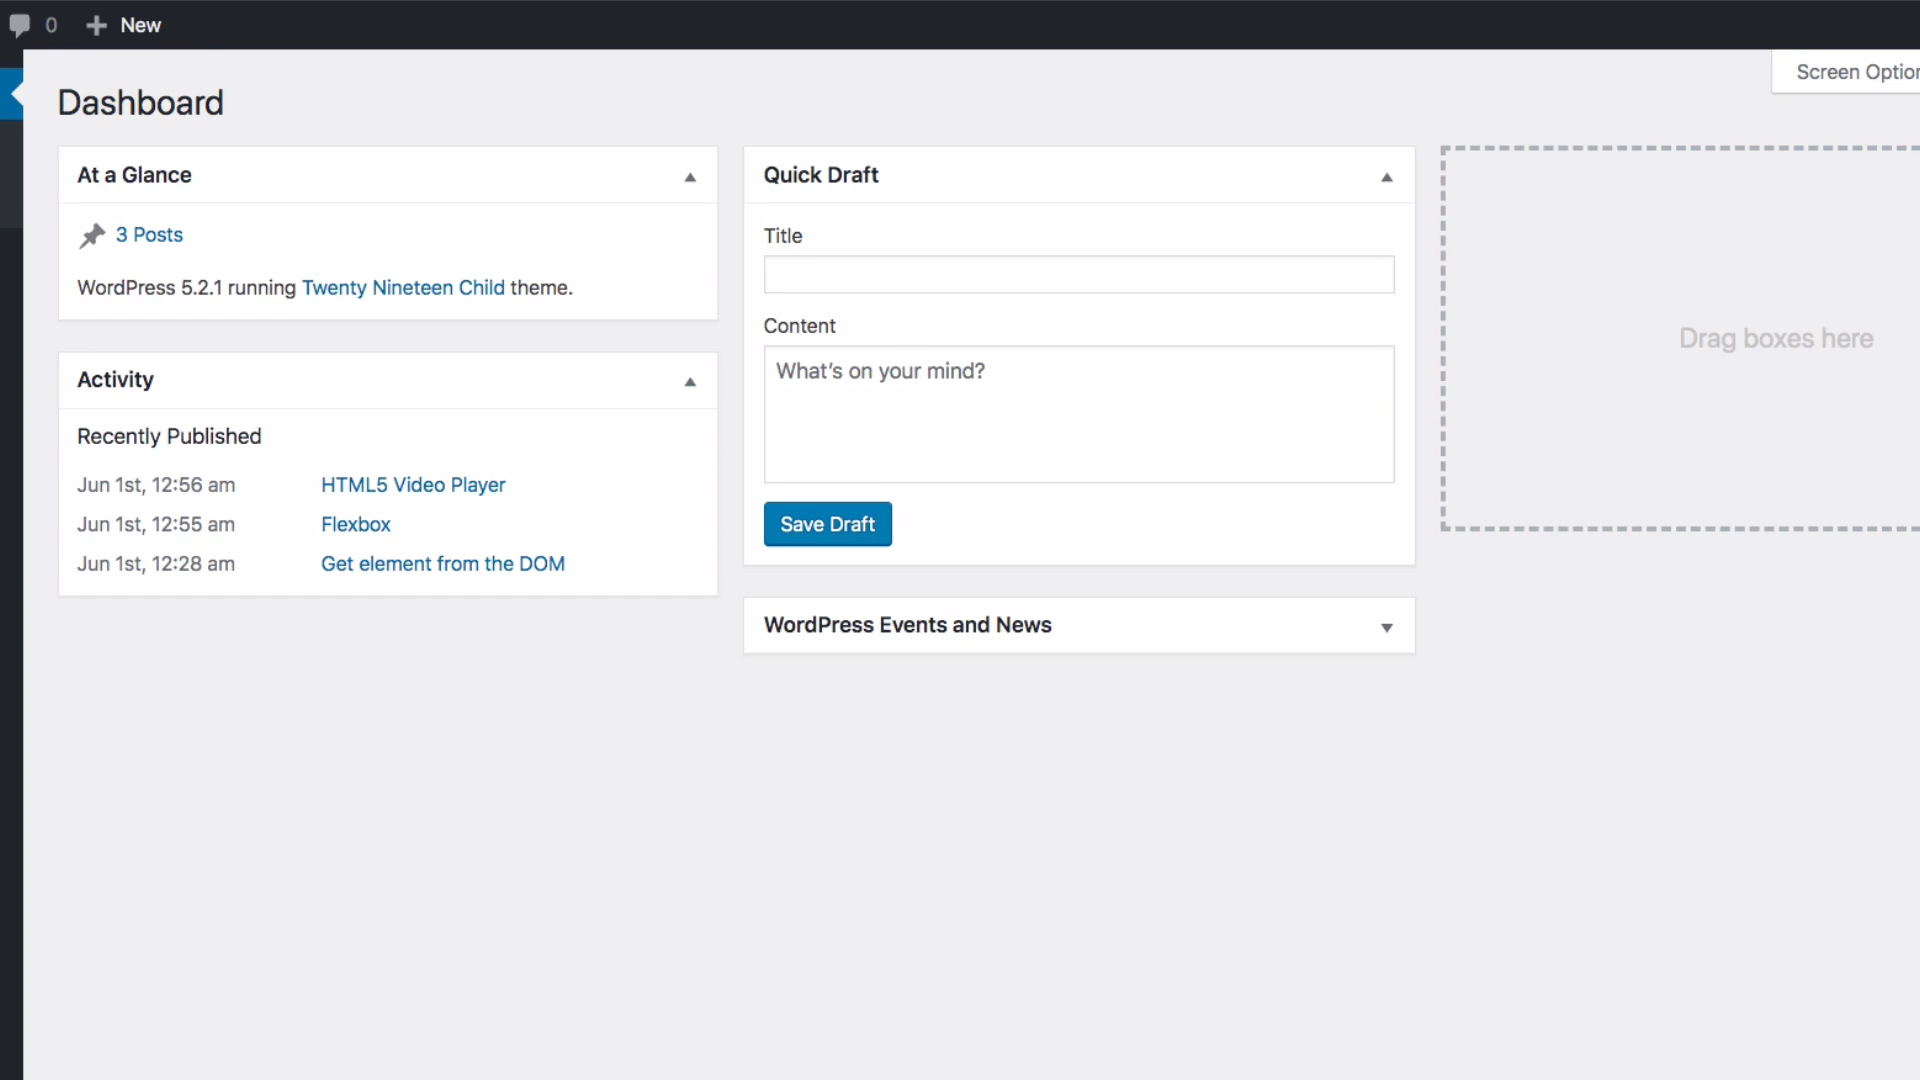 0 New
Screen Option
Dashboard
At a Glance
3 Posts
WordPress 5.2.1 running Twenty Nineteen Child theme.
Activity
Recently Published
Jun 1st, 12:56 am HTML5 Video Player
Jun 1st, 12:55 am Flexbox
Jun 1st, 12:28 am Get element from the DOM
Quick Draft
Title
Content
What's on your mind?
Save Draft
WordPress Events and News
Drag boxes here